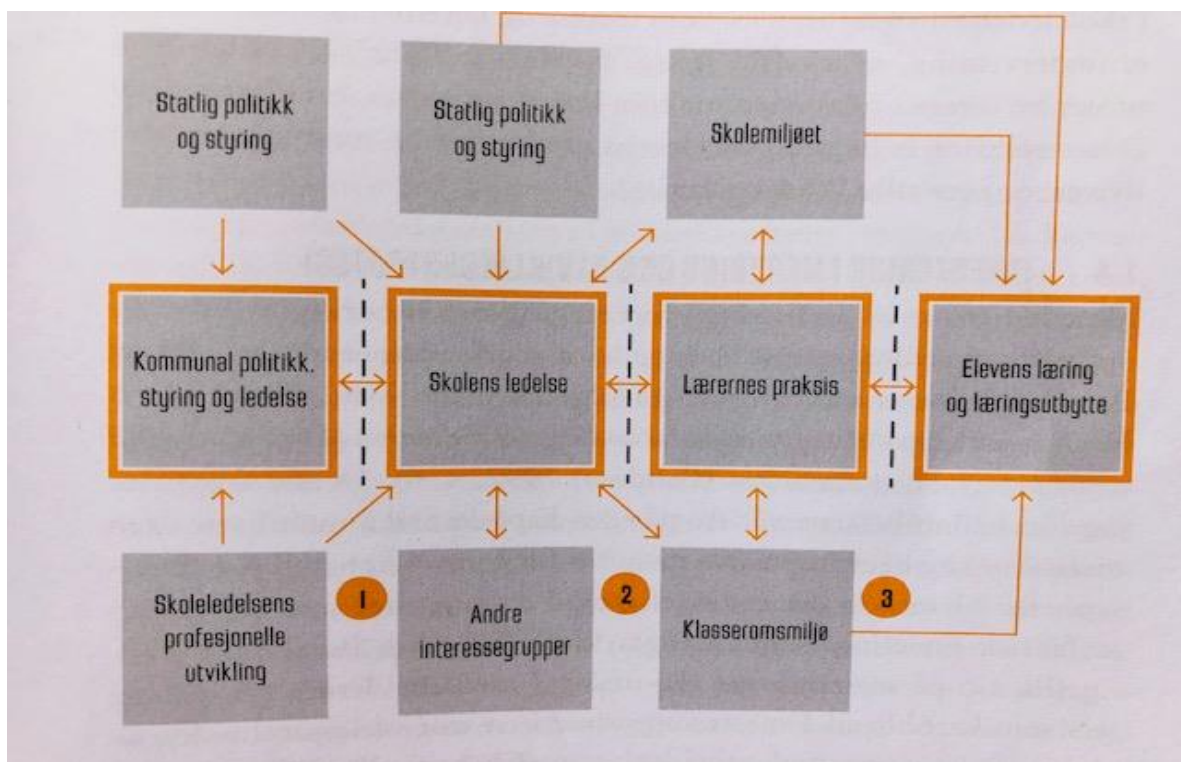 Statlig politikk
og styring
Statlig politikk
og styring
Skolemiljøet
Kommunal politikk.
styring og ledelse
Skolens ledelse
Lærernes praksis
Elevens læring
og læringsutbytte
Skoleledelsens
profesjonelle
utvikling
1
Andre
interessegrupper
2
Klasseromsmiljø
3